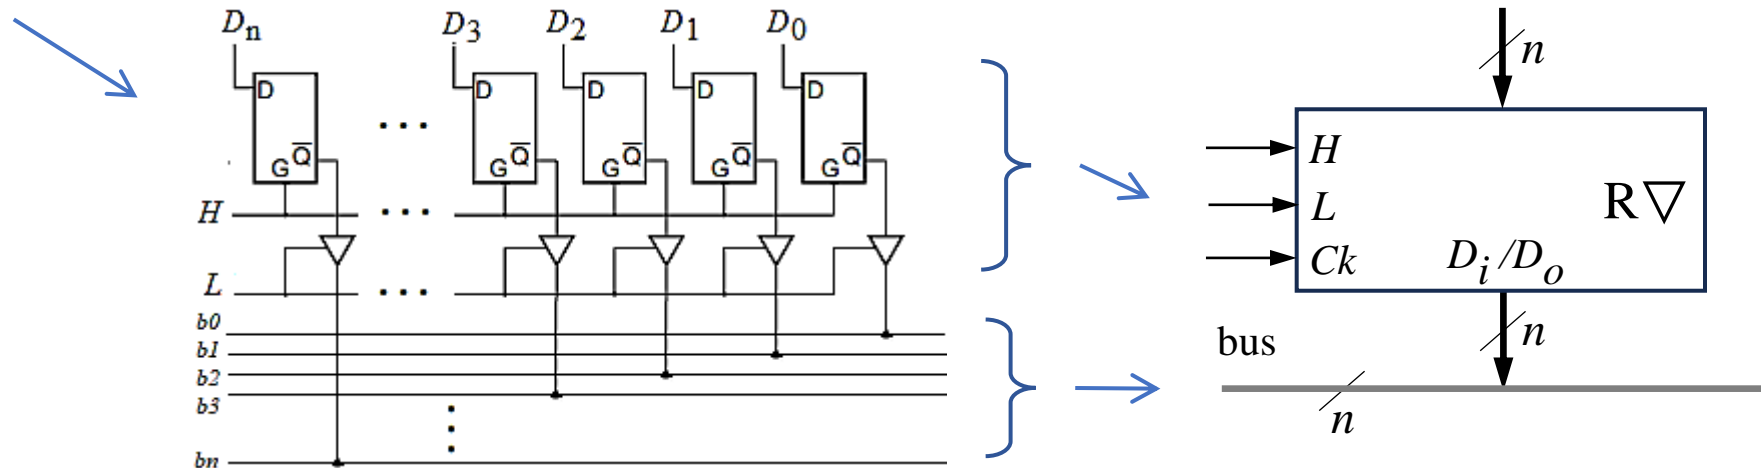 Dn D3 D2 D1 D0
D D D D D
. . .
G Q̅ G Q̅ G Q̅ G Q̅ G Q̅
H . . .
L . . .
b0
b1
b2
b3
bn
n
H
L R▽
Ck Di /Do
bus n
n